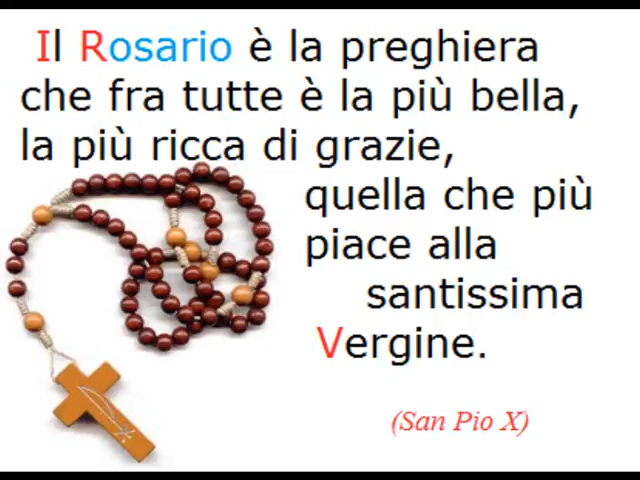 Il Rosario è la preghiera
che fra tutte è la più bella,
la più ricca di grazie,
quella che più
piace alla
santissima
Vergine.
(San Pio X)